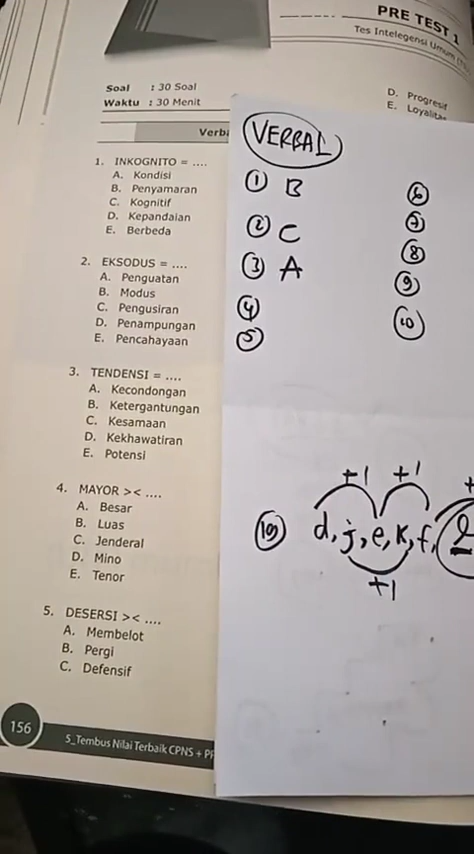 PRE TEST 1
Tes Intelegensi Umum
Soal : 30 Soal
Waktu : 30 Menit
D. Progresif
E. Loyalitas
Verb
1. INKOGNITO = ....
A. Kondisi
B. Penyamaran
C. Kognitif
D. Kepandaian
E. Berbeda
2. EKSODUS = ....
A. Penguatan
B. Modus
C. Pengusiran
D. Penampungan
E. Pencahayaan
3. TENDENSI = ....
A. Kecondongan
B. Ketergantungan
C. Kesamaan
D. Kekhawatiran
E. Potensi
4. MAYOR >< ....
A. Besar
B. Luas
C. Jenderal
D. Mino
E. Tenor
5. DESERSI >< ....
A. Membelot
B. Pergi
C. Defensif
156
5_Tembus Nilai Terbaik CPNS + PP
VERBAL
1 B
2 C
3 A
4
5
6
7
8
9
10
+1 +1 +
19 d, j, e, k, f,
+1